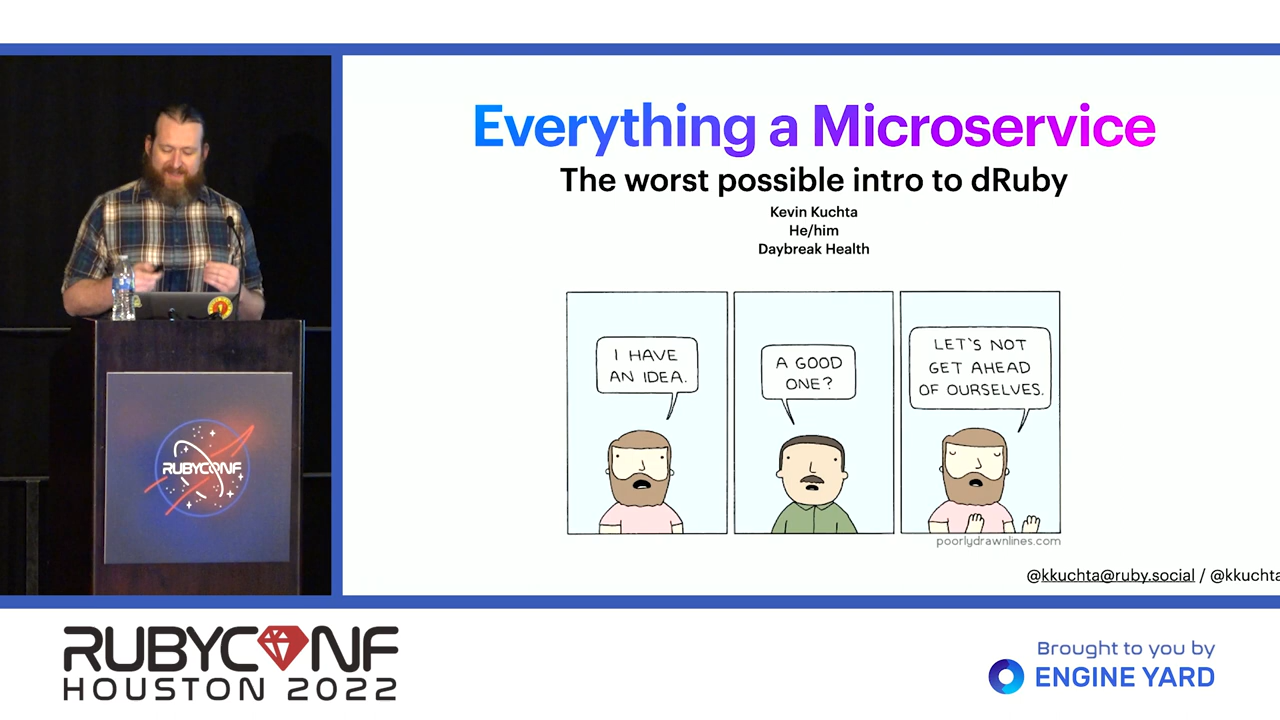 Everything a Microservice
The worst possible intro to dRuby
Kevin Kuchta
He/him
Daybreak Health
I HAVE
AN IDEA.
A GOOD
ONE?
LET'S NOT
GET AHEAD
OF OURSELVES.
poorlydrawnlines.com
@kkuchta@ruby.social / @kkuchta
RUBYCONF
RUBYCONF
HOUSTON 2022
Brought to you by
ENGINE YARD